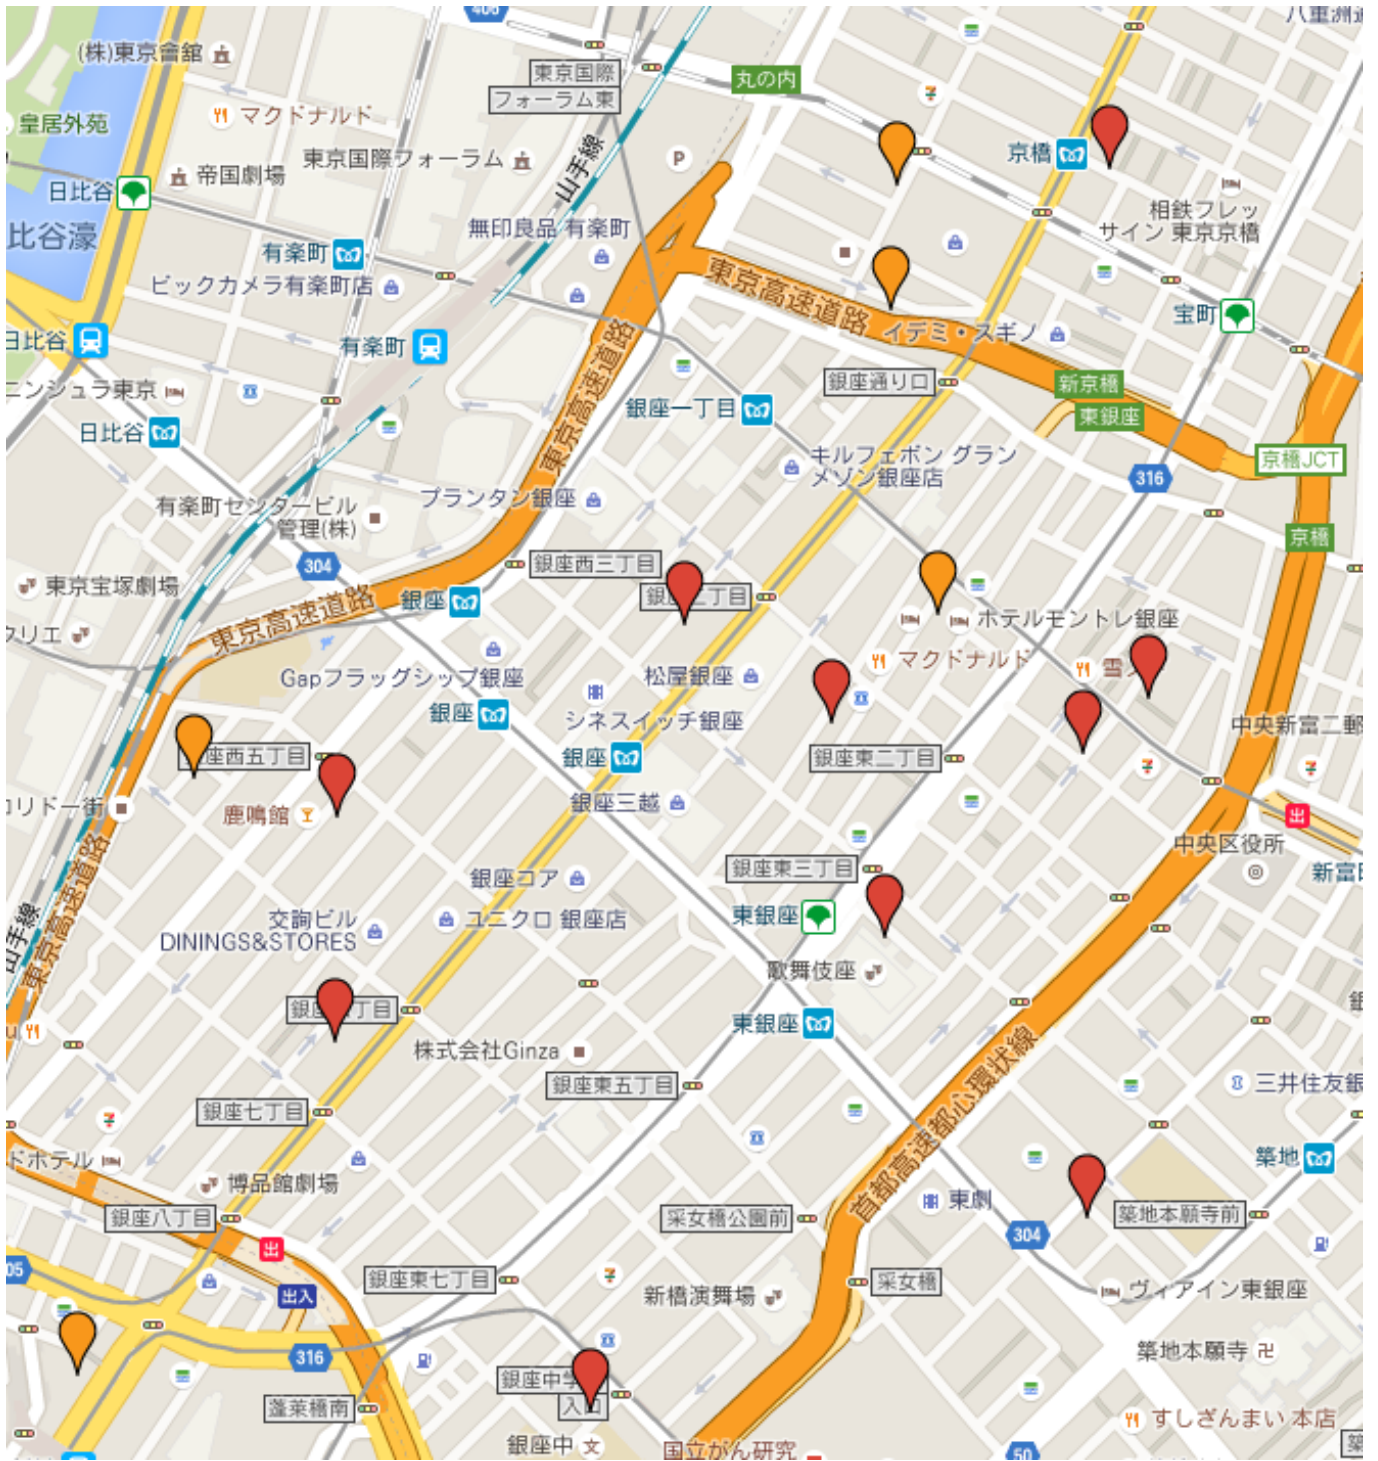 405
(株)東京會舘
東京国際
フォーラム東
丸の内
マクドナルド
皇居外苑
東京国際フォーラム
山手線
京橋
帝国劇場
日比谷
相鉄フレッ
サイン 東京京橋
比谷濠
無印良品 有楽町
有楽町
ビックカメラ有楽町店
東京高速道路
宝町
日比谷
有楽町
東京高速道路
イデミ・スギノ
ニンシュラ東京
銀座通り口
新京橋
東銀座
銀座一丁目
日比谷
キルフェボン グラン
メゾン銀座店
京橋JCT
316
プランタン銀座
有楽町センタービル
管理(株)
京橋
304
銀座西三丁目
東京宝塚劇場
銀座
東京高速道路
ホテルモントレ銀座
クリエ
マクドナルド
Gapフラッグシップ銀座
松屋銀座
銀座
シネスイッチ銀座
中央新富二郵
座西五丁目
銀座
銀座東二丁目
コリドー街
鹿鳴館
銀座三越
中央区役所
出
東京高速道路
銀座東三丁目
新富
銀座コア
交詢ビル
DININGS&STORES
ユニクロ 銀座店
東銀座
山手線
歌舞伎座
東銀座
株式会社Ginza
首都高速都心環状線
銀座東五丁目
三井住友銀
銀座七丁目
ドホテル
築地
博品館劇場
東劇
銀座八丁目
采女橋公園前
築地本願寺前
304
出
05
銀座東七丁目
采女橋
出入
新橋演舞場
ヴィアイン東銀座
316
築地本願寺
銀座中学
入口
蓬莱橋南
すしざんまい 本店
銀座中
国立がん研究
50
築